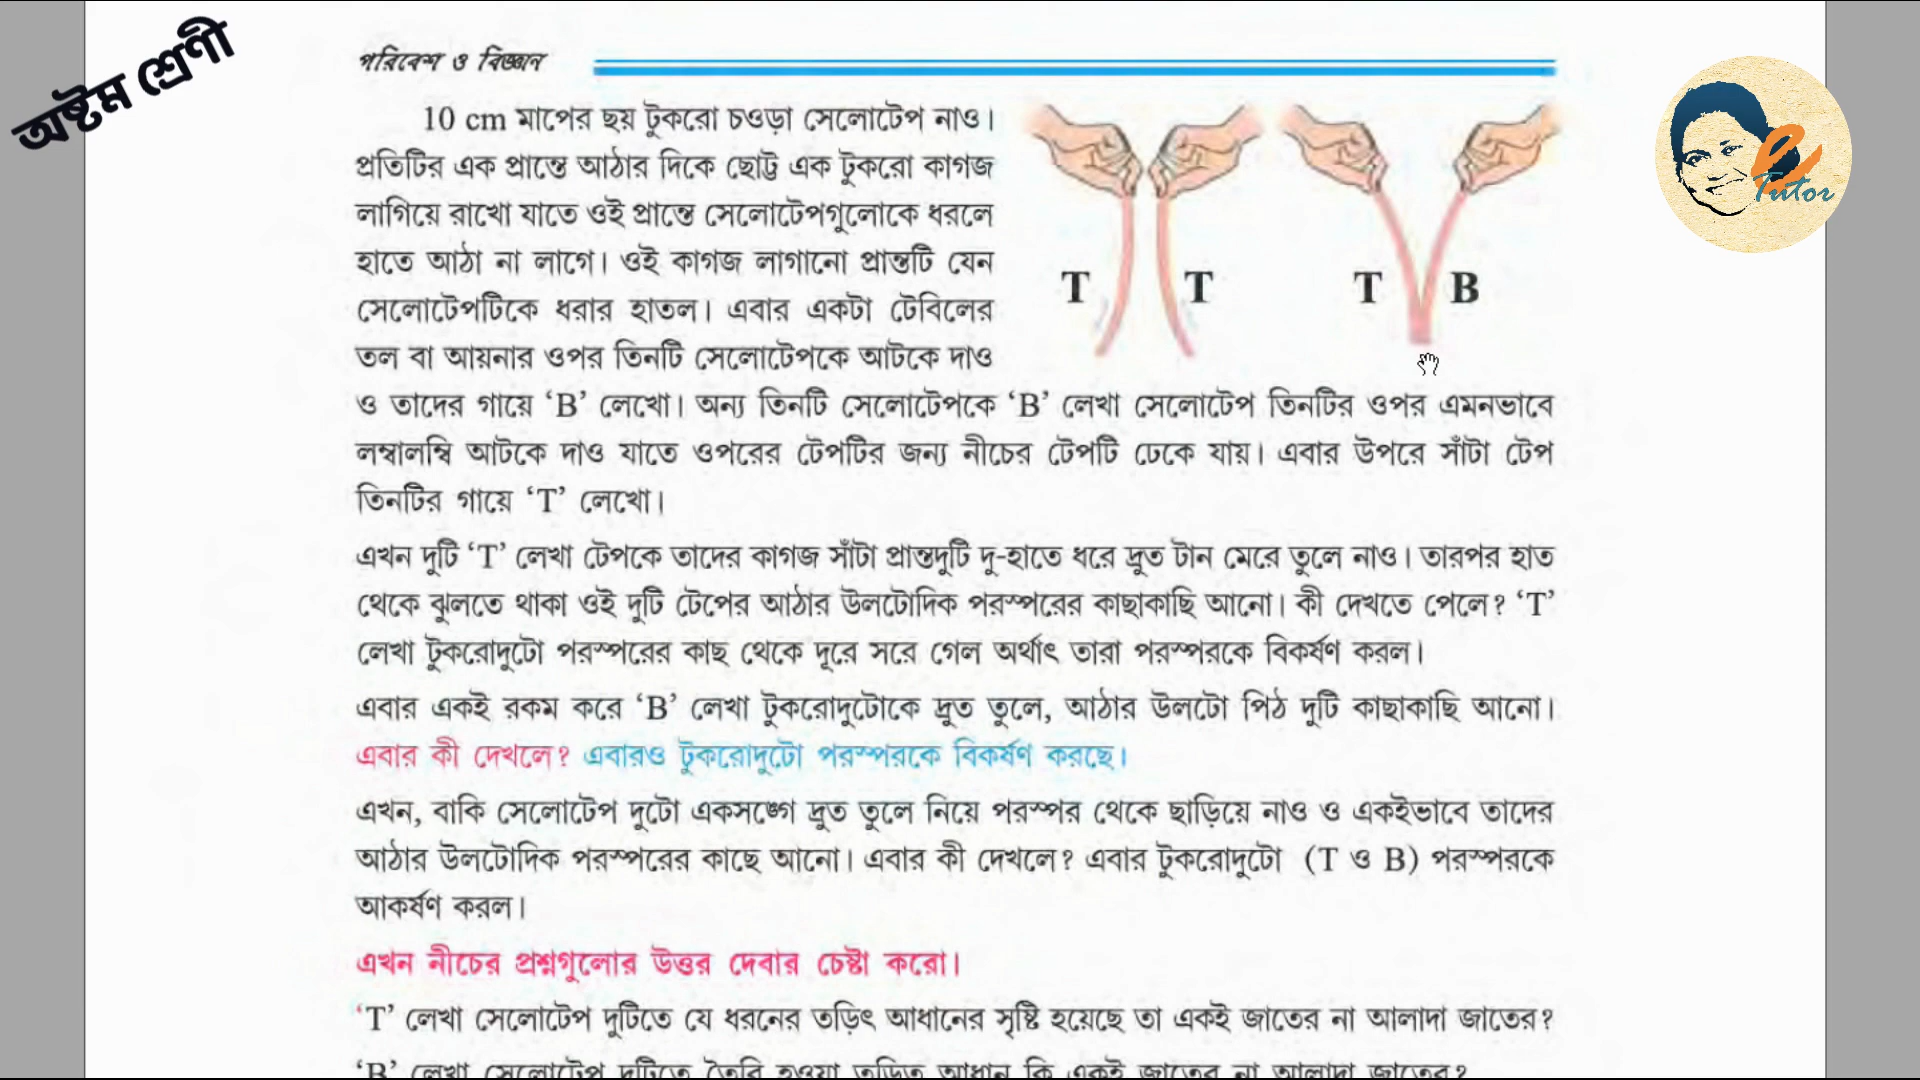 অষ্টম শ্রেণী
পরিবেশ ও বিজ্ঞান
e
Tutor
10 cm মাপের ছয় টুকরো চওড়া সেলোটেপ নাও।
প্রতিটির এক প্রান্তে আঠার দিকে ছোট্ট এক টুকরো কাগজ
লাগিয়ে রাখো যাতে ওই প্রান্তে সেলোটেপগুলোকে ধরলে
হাতে আঠা না লাগে। ওই কাগজ লাগানো প্রান্তটি যেন
সেলোটেপটিকে ধরার হাতল। এবার একটা টেবিলের
তল বা আয়নার ওপর তিনটি সেলোটেপকে আটকে দাও
T T T B
ও তাদের গায়ে ‘B’ লেখো। অন্য তিনটি সেলোটেপকে ‘B’ লেখা সেলোটেপ তিনটির ওপর এমনভাবে
লম্বালম্বি আটকে দাও যাতে ওপরের টেপটির জন্য নীচের টেপটি ঢেকে যায়। এবার উপরে সাঁটা টেপ
তিনটির গায়ে ‘T’ লেখো।
এখন দুটি ‘T’ লেখা টেপকে তাদের কাগজ সাঁটা প্রান্তদুটি দু-হাতে ধরে দ্রুত টান মেরে তুলে নাও। তারপর হাত
থেকে ঝুলতে থাকা ওই দুটি টেপের আঠার উলটোদিক পরস্পরের কাছাকাছি আনো। কী দেখতে পেলে? ‘T’
লেখা টুকরোদুটো পরস্পরের কাছ থেকে দূরে সরে গেল অর্থাৎ তারা পরস্পরকে বিকর্ষণ করল।
এবার একই রকম করে ‘B’ লেখা টুকরোদুটোকে দ্রুত তুলে, আঠার উলটো পিঠ দুটি কাছাকাছি আনো।
এবার কী দেখলে? এবারও টুকরোদুটো পরস্পরকে বিকর্ষণ করছে।
এখন, বাকি সেলোটেপ দুটো একসঙ্গে দ্রুত তুলে নিয়ে পরস্পর থেকে ছাড়িয়ে নাও ও একইভাবে তাদের
আঠার উলটোদিক পরস্পরের কাছে আনো। এবার কী দেখলে? এবার টুকরোদুটো (T ও B) পরস্পরকে
আকর্ষণ করল।
এখন নীচের প্রশ্নগুলোর উত্তর দেবার চেষ্টা করো।
‘T’ লেখা সেলোটেপ দুটিতে যে ধরনের তড়িৎ আধানের সৃষ্টি হয়েছে তা একই জাতের না আলাদা জাতের?
‘B’ লেখা সেলোটেপ দুটিতে তৈরি হওয়া তড়িত আধান কি একই জাতের না আলাদা জাতের?